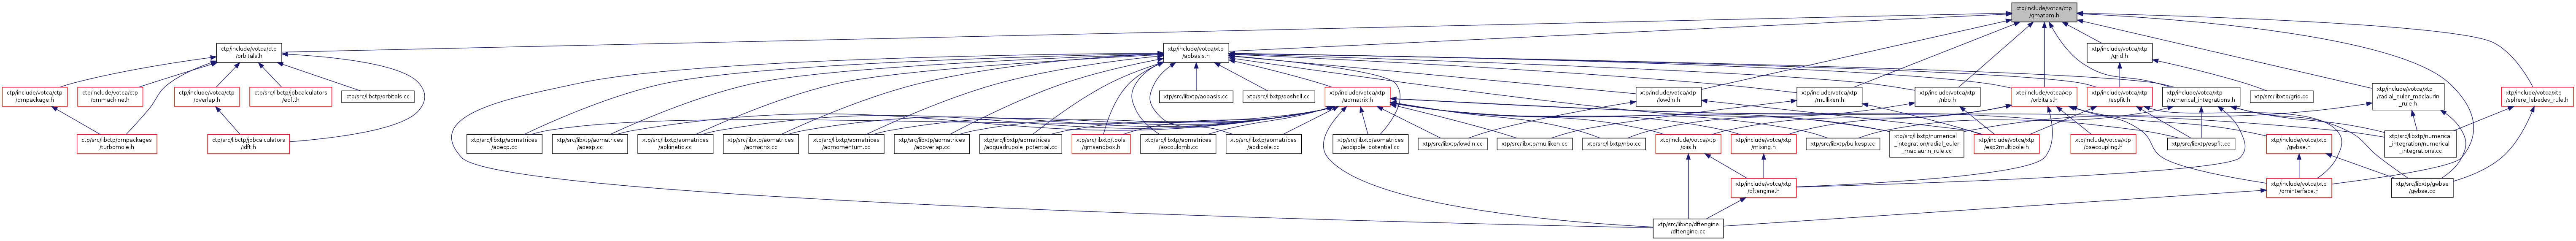 ctp/include/votca/ctp
/qmatom.h
ctp/include/votca/ctp
/orbitals.h
xtp/include/votca/xtp
/aobasis.h
xtp/include/votca/xtp
/grid.h
ctp/include/votca/ctp
/qmpackage.h
ctp/include/votca/ctp
/qmmachine.h
ctp/include/votca/ctp
/overlap.h
ctp/src/libctp/jobcalculators
/edft.h
ctp/src/libctp/orbitals.cc
xtp/src/libxtp/aobasis.cc
xtp/src/libxtp/aoshell.cc
xtp/include/votca/xtp
/aomatrix.h
xtp/include/votca/xtp
/lowdin.h
xtp/include/votca/xtp
/mulliken.h
xtp/include/votca/xtp
/nbo.h
xtp/include/votca/xtp
/orbitals.h
xtp/include/votca/xtp
/espfit.h
xtp/include/votca/xtp
/numerical_integrations.h
xtp/src/libxtp/grid.cc
xtp/include/votca/xtp
/radial_euler_maclaurin
_rule.h
xtp/include/votca/xtp
/sphere_lebedev_rule.h
ctp/src/libctp/qmpackages
/turbomole.h
ctp/src/libctp/jobcalculators
/dft.h
xtp/src/libxtp/aomatrices
/aoecp.cc
xtp/src/libxtp/aomatrices
/aoesp.cc
xtp/src/libxtp/aomatrices
/aokinetic.cc
xtp/src/libxtp/aomatrices
/aomatrix.cc
xtp/src/libxtp/aomatrices
/aomomentum.cc
xtp/src/libxtp/aomatrices
/aooverlap.cc
xtp/src/libxtp/aomatrices
/aoquadrupole_potential.cc
xtp/src/libxtp/tools
/qmsandbox.h
xtp/src/libxtp/aomatrices
/aocoulomb.cc
xtp/src/libxtp/aomatrices
/aodipole.cc
xtp/src/libxtp/aomatrices
/aodipole_potential.cc
xtp/src/libxtp/lowdin.cc
xtp/src/libxtp/mulliken.cc
xtp/src/libxtp/nbo.cc
xtp/include/votca/xtp
/diis.h
xtp/include/votca/xtp
/mixing.h
xtp/src/libxtp/bulkesp.cc
xtp/src/libxtp/numerical
_integration/radial_euler
_maclaurin_rule.cc
xtp/include/votca/xtp
/esp2multipole.h
xtp/include/votca/xtp
/bsecoupling.h
xtp/src/libxtp/espfit.cc
xtp/include/votca/xtp
/gwbse.h
xtp/src/libxtp/numerical
_integration/numerical
_integrations.cc
xtp/include/votca/xtp
/dftengine.h
xtp/include/votca/xtp
/qminterface.h
xtp/src/libxtp/gwbse
/gwbse.cc
xtp/src/libxtp/dftengine
/dftengine.cc